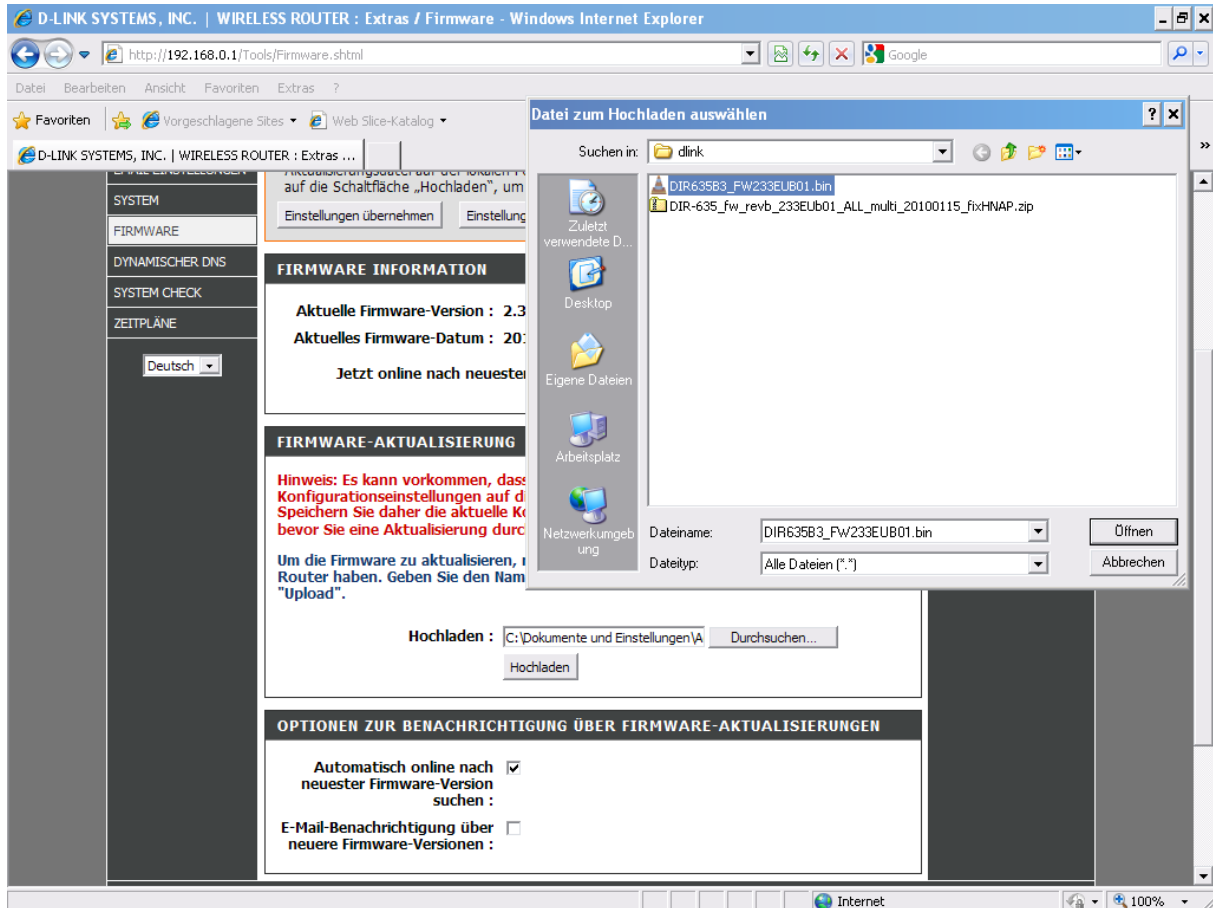 D-LINK SYSTEMS, INC. | WIRELESS ROUTER : Extras / Firmware - Windows Internet Explorer
http://192.168.0.1/Tools/Firmware.shtml
Google
Datei Bearbeiten Ansicht Favoriten Extras ?
Favoriten Vorgeschlagene Sites Web Slice-Katalog
D-LINK SYSTEMS, INC. | WIRELESS ROUTER : Extras ...
EMAIL EINSTELLUNGEN
SYSTEM
FIRMWARE
DYNAMISCHER DNS
SYSTEM CHECK
ZEITPLÄNE
Deutsch
auf der lokalen
auf die Schaltfläche „Hochladen“, um
Einstellungen übernehmen Einstellung
FIRMWARE INFORMATION
Aktuelle Firmware-Version : 2.3
Aktuelles Firmware-Datum : 201
Jetzt online nach neuester
FIRMWARE-AKTUALISIERUNG
Hinweis: Es kann vorkommen, dass
Konfigurationseinstellungen auf di
Speichern Sie daher die aktuelle Ko
bevor Sie eine Aktualisierung durc
Um die Firmware zu aktualisieren,
Router haben. Geben Sie den Nam
"Upload".
Hochladen : C:\Dokumente und Einstellungen\A Durchsuchen...
Hochladen
OPTIONEN ZUR BENACHRICHTIGUNG ÜBER FIRMWARE-AKTUALISIERUNGEN
Automatisch online nach
neuester Firmware-Version
suchen :
E-Mail-Benachrichtigung über
neuere Firmware-Versionen :
Datei zum Hochladen auswählen
Suchen in: dlink
Zuletzt
verwendete D...
Desktop
Eigene Dateien
Arbeitsplatz
Netzwerkumgeb
ung
DIR635B3_FW233EUB01.bin
DIR-635_fw_revb_233EUb01_ALL_multi_20100115_fixHNAP.zip
Dateiname: DIR635B3_FW233EUB01.bin Öffnen
Dateityp: Alle Dateien (*.*) Abbrechen
Internet 100%